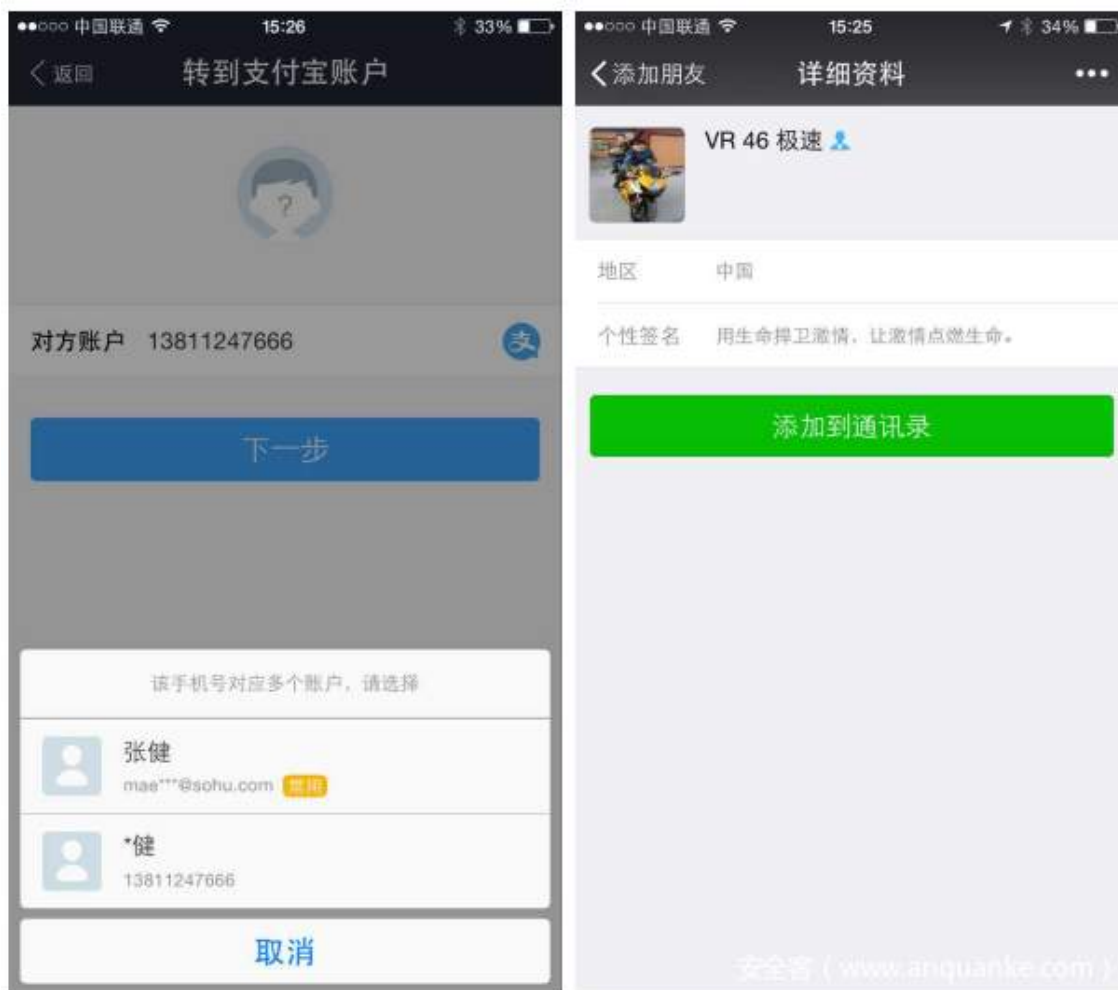 中国联通
15:26
33%
返回
转到支付宝账户
?
对方账户 13811247666
支
下一步
该手机号对应多个账户，请选择
张健
mae***@sohu.com 常用
*健
13811247666
取消
中国联通
15:25
34%
添加朋友
详细资料
VR 46 极速
地区 中国
个性签名 用生命捍卫激情，让激情点燃生命。
添加到通讯录
安全客（www.anquanke.com）